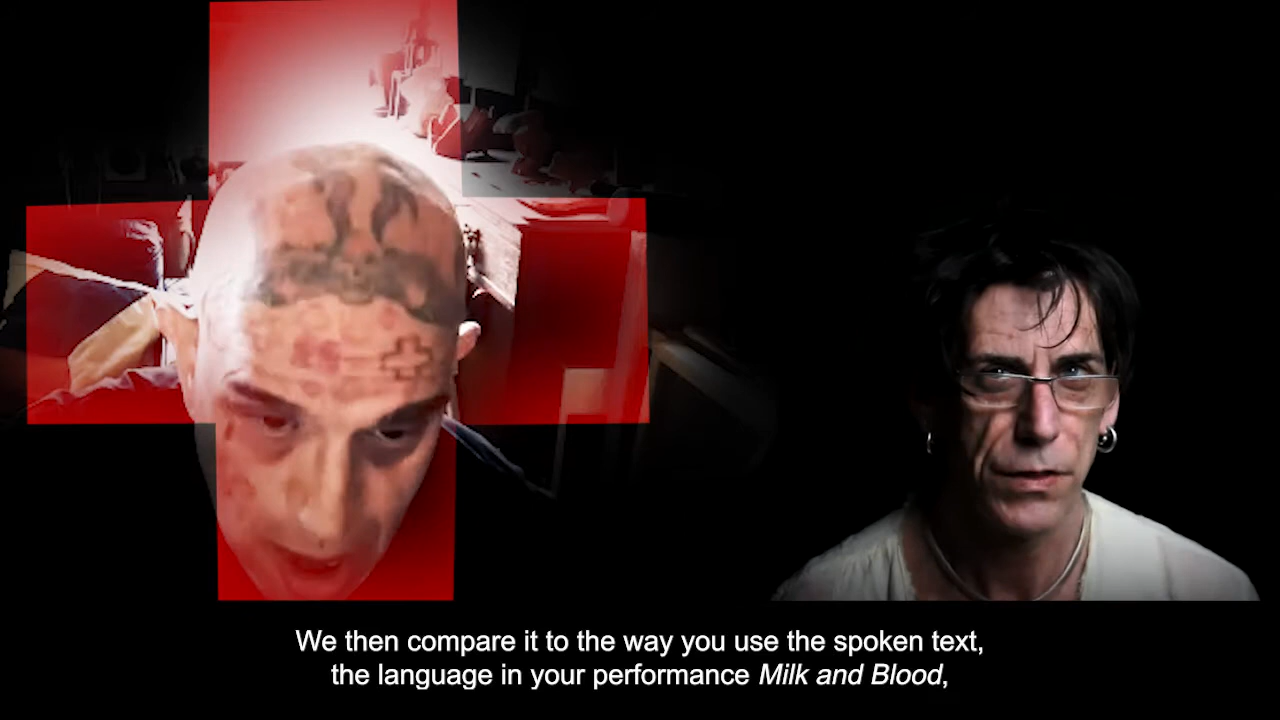 We then compare it to the way you use the spoken text,
the language in your performance Milk and Blood,